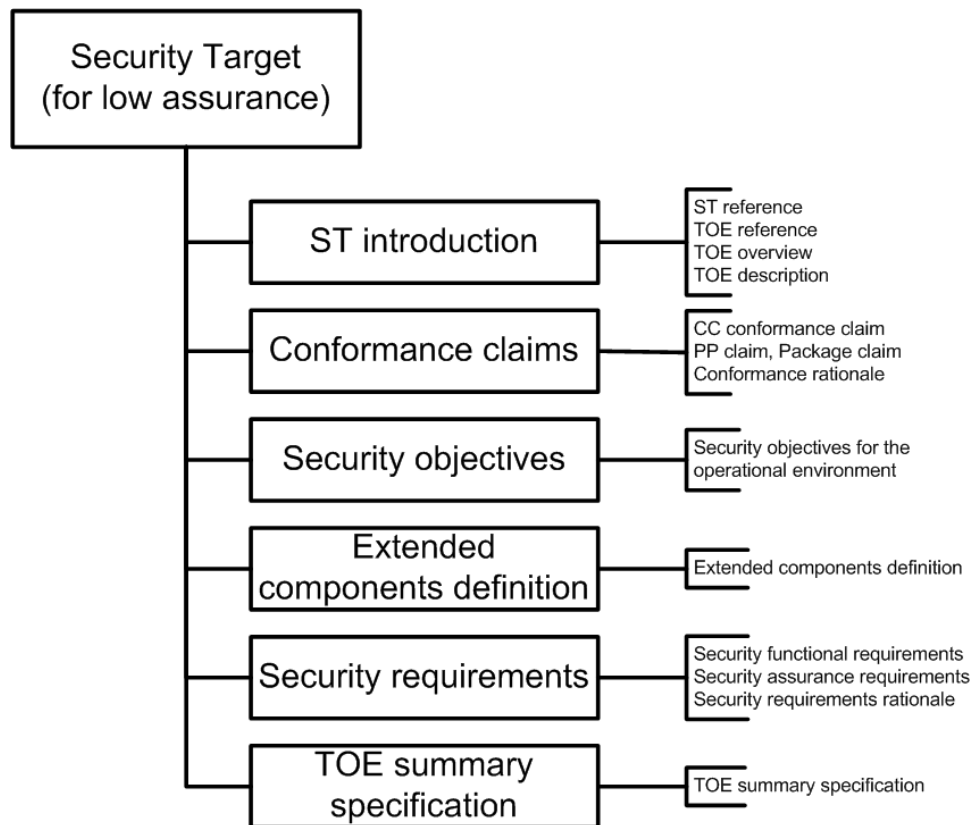 Security Target
(for low assurance)
ST introduction
ST reference
TOE reference
TOE overview
TOE description
Conformance claims
CC conformance claim
PP claim, Package claim
Conformance rationale
Security objectives
Security objectives for the
operational environment
Extended
components definition
Extended components definition
Security requirements
Security functional requirements
Security assurance requirements
Security requirements rationale
TOE summary
specification
TOE summary specification